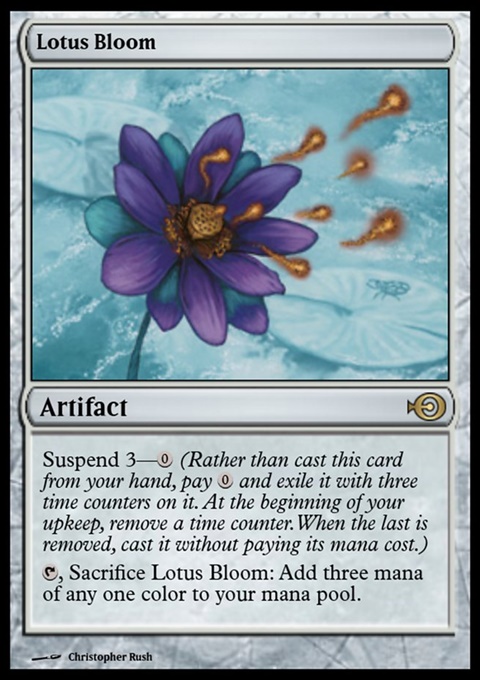 Lotus Bloom
Artifact
Suspend 3—0 (Rather than cast this card
from your hand, pay 0 and exile it with three
time counters on it. At the beginning of your
upkeep, remove a time counter. When the last is
removed, cast it without paying its mana cost.)
, Sacrifice Lotus Bloom: Add three mana
of any one color to your mana pool.
Christopher Rush